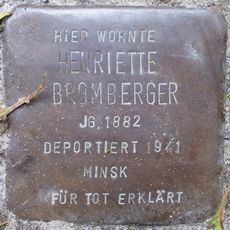 HIER WOHNTE
HENRIETTE
BROMBERGER
JG. 1882
DEPORTIERT 1941
MINSK
FÜR TOT ERKLÄRT